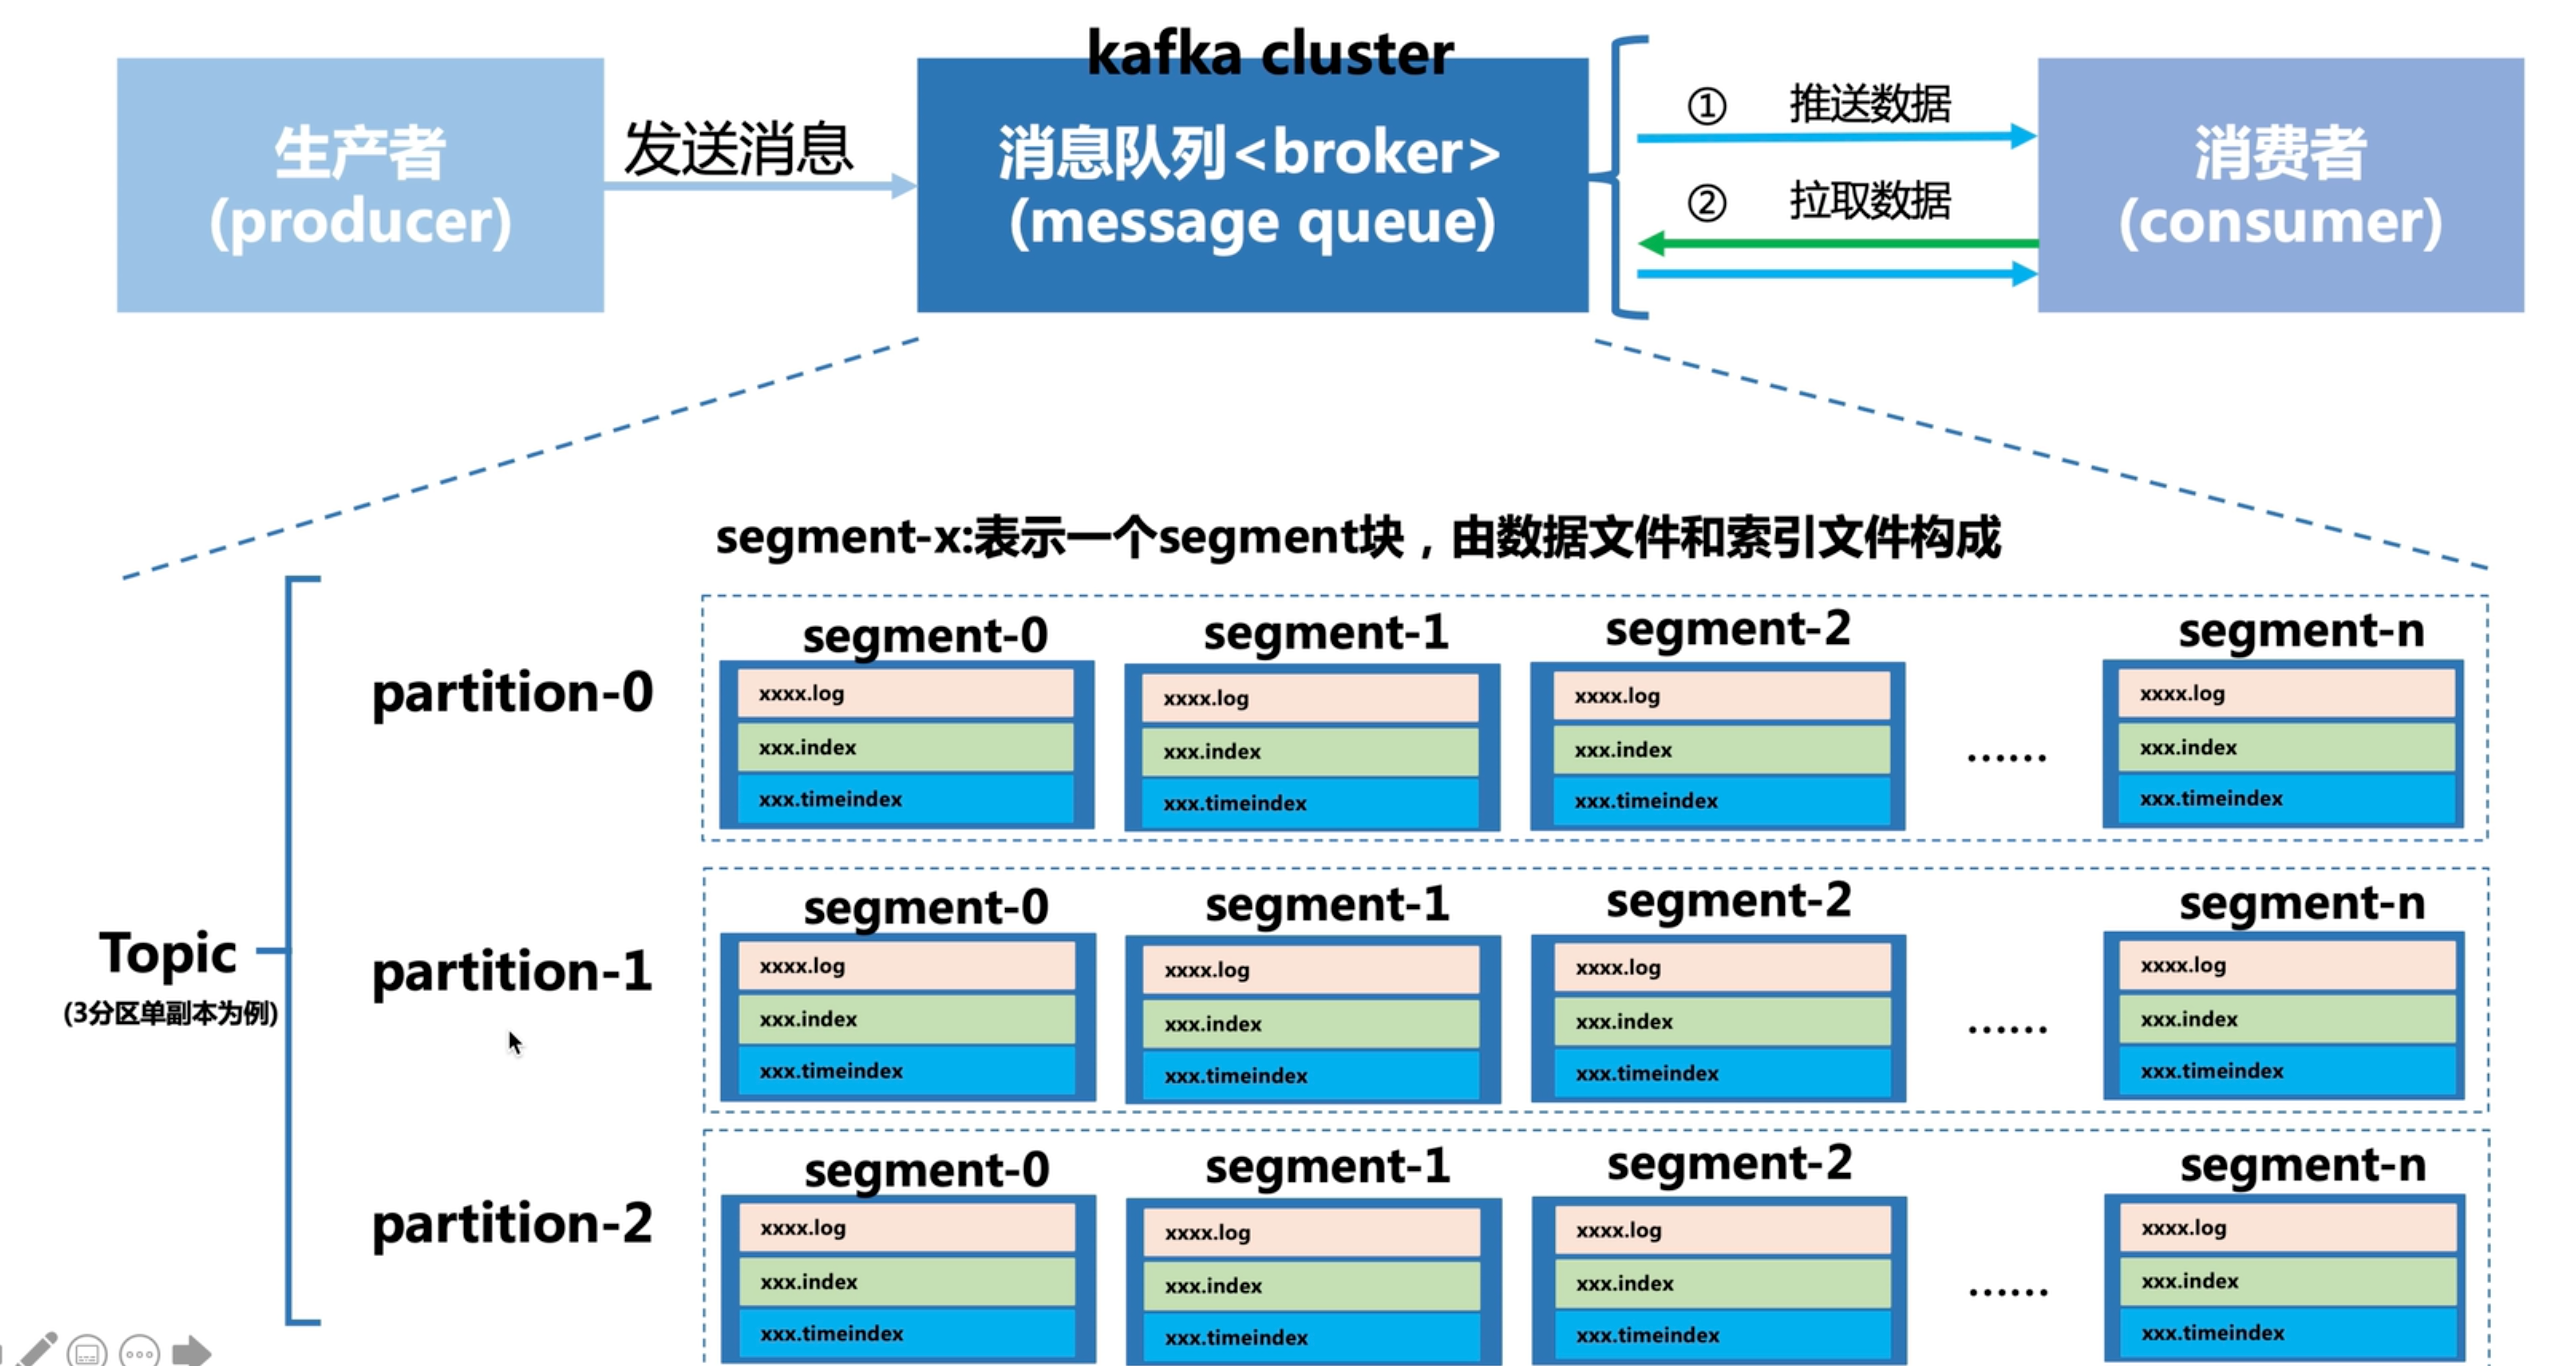 kafka cluster
生产者
(producer)
发送消息
消息队列<broker>
(message queue)
① 推送数据
② 拉取数据
消费者
(consumer)
segment-x:表示一个segment块，由数据文件和索引文件构成
Topic
(3分区单副本为例)
partition-0
segment-0
xxxx.log
xxx.index
xxx.timeindex
segment-1
xxxx.log
xxx.index
xxx.timeindex
segment-2
xxxx.log
xxx.index
xxx.timeindex
......
segment-n
xxxx.log
xxx.index
xxx.timeindex
partition-1
segment-0
xxxx.log
xxx.index
xxx.timeindex
segment-1
xxxx.log
xxx.index
xxx.timeindex
segment-2
xxxx.log
xxx.index
xxx.timeindex
......
segment-n
xxxx.log
xxx.index
xxx.timeindex
partition-2
segment-0
xxxx.log
xxx.index
xxx.timeindex
segment-1
xxxx.log
xxx.index
xxx.timeindex
segment-2
xxxx.log
xxx.index
xxx.timeindex
......
segment-n
xxxx.log
xxx.index
xxx.timeindex